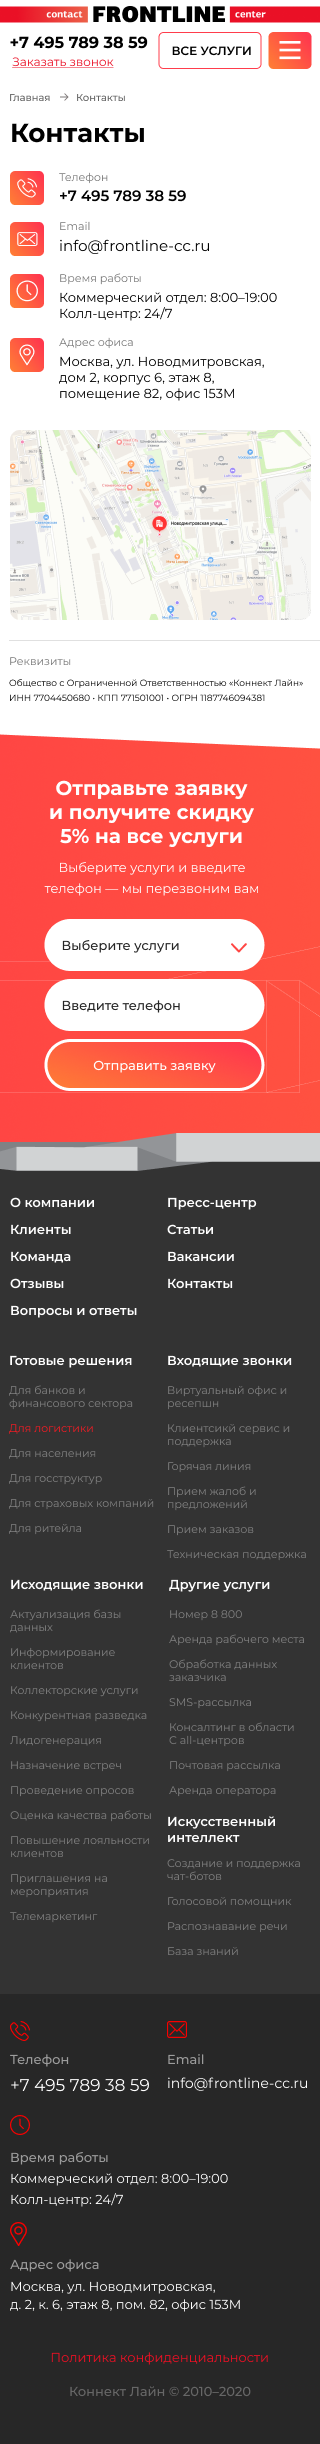 contact FRONTLINE center
+7 495 789 38 59
Заказать звонок
ВСЕ УСЛУГИ
Главная → Контакты
Контакты
Телефон
+7 495 789 38 59
Email
info@frontline-cc.ru
Время работы
Коммерческий отдел: 8:00–19:00
Колл-центр: 24/7
Адрес офиса
Москва, ул. Новодмитровская,
дом 2, корпус 6, этаж 8,
помещение 82, офис 153М
Новодмитровская улица,...
Реквизиты
Общество с Ограниченной Ответственностью «Коннект Лайн»
ИНН 7704450680 • КПП 771501001 • ОГРН 1187746094381
Отправьте заявку
и получите скидку
5% на все услуги
Выберите услуги и введите
телефон — мы перезвоним вам
Выберите услуги
Введите телефон
Отправить заявку
О компании
Клиенты
Команда
Отзывы
Вопросы и ответы
Пресс-центр
Статьи
Вакансии
Контакты
Готовые решения
Для банков и
финансового сектора
Для логистики
Для населения
Для госструктур
Для страховых компаний
Для ритейла
Входящие звонки
Виртуальный офис и
ресепшн
Клиентсикй сервис и
поддержка
Горячая линия
Прием жалоб и
предложений
Прием заказов
Техническая поддержка
Исходящие звонки
Актуализация базы
данных
Информирование
клиентов
Коллекторские услуги
Конкурентная разведка
Лидогенерация
Назначение встреч
Проведение опросов
Оценка качества работы
Повышение лояльности
клиентов
Приглашения на
мероприятия
Телемаркетинг
Другие услуги
Номер 8 800
Аренда рабочего места
Обработка данных
заказчика
SMS-рассылка
Консалтинг в области
С all-центров
Почтовая рассылка
Аренда оператора
Искусственный
интеллект
Создание и поддержка
чат-ботов
Голосовой помощник
Распознавание речи
База знаний
Телефон
+7 495 789 38 59
Email
info@frontline-cc.ru
Время работы
Коммерческий отдел: 8:00–19:00
Колл-центр: 24/7
Адрес офиса
Москва, ул. Новодмитровская,
д. 2, к. 6, этаж 8, пом. 82, офис 153М
Политика конфиденциальности
Коннект Лайн © 2010–2020